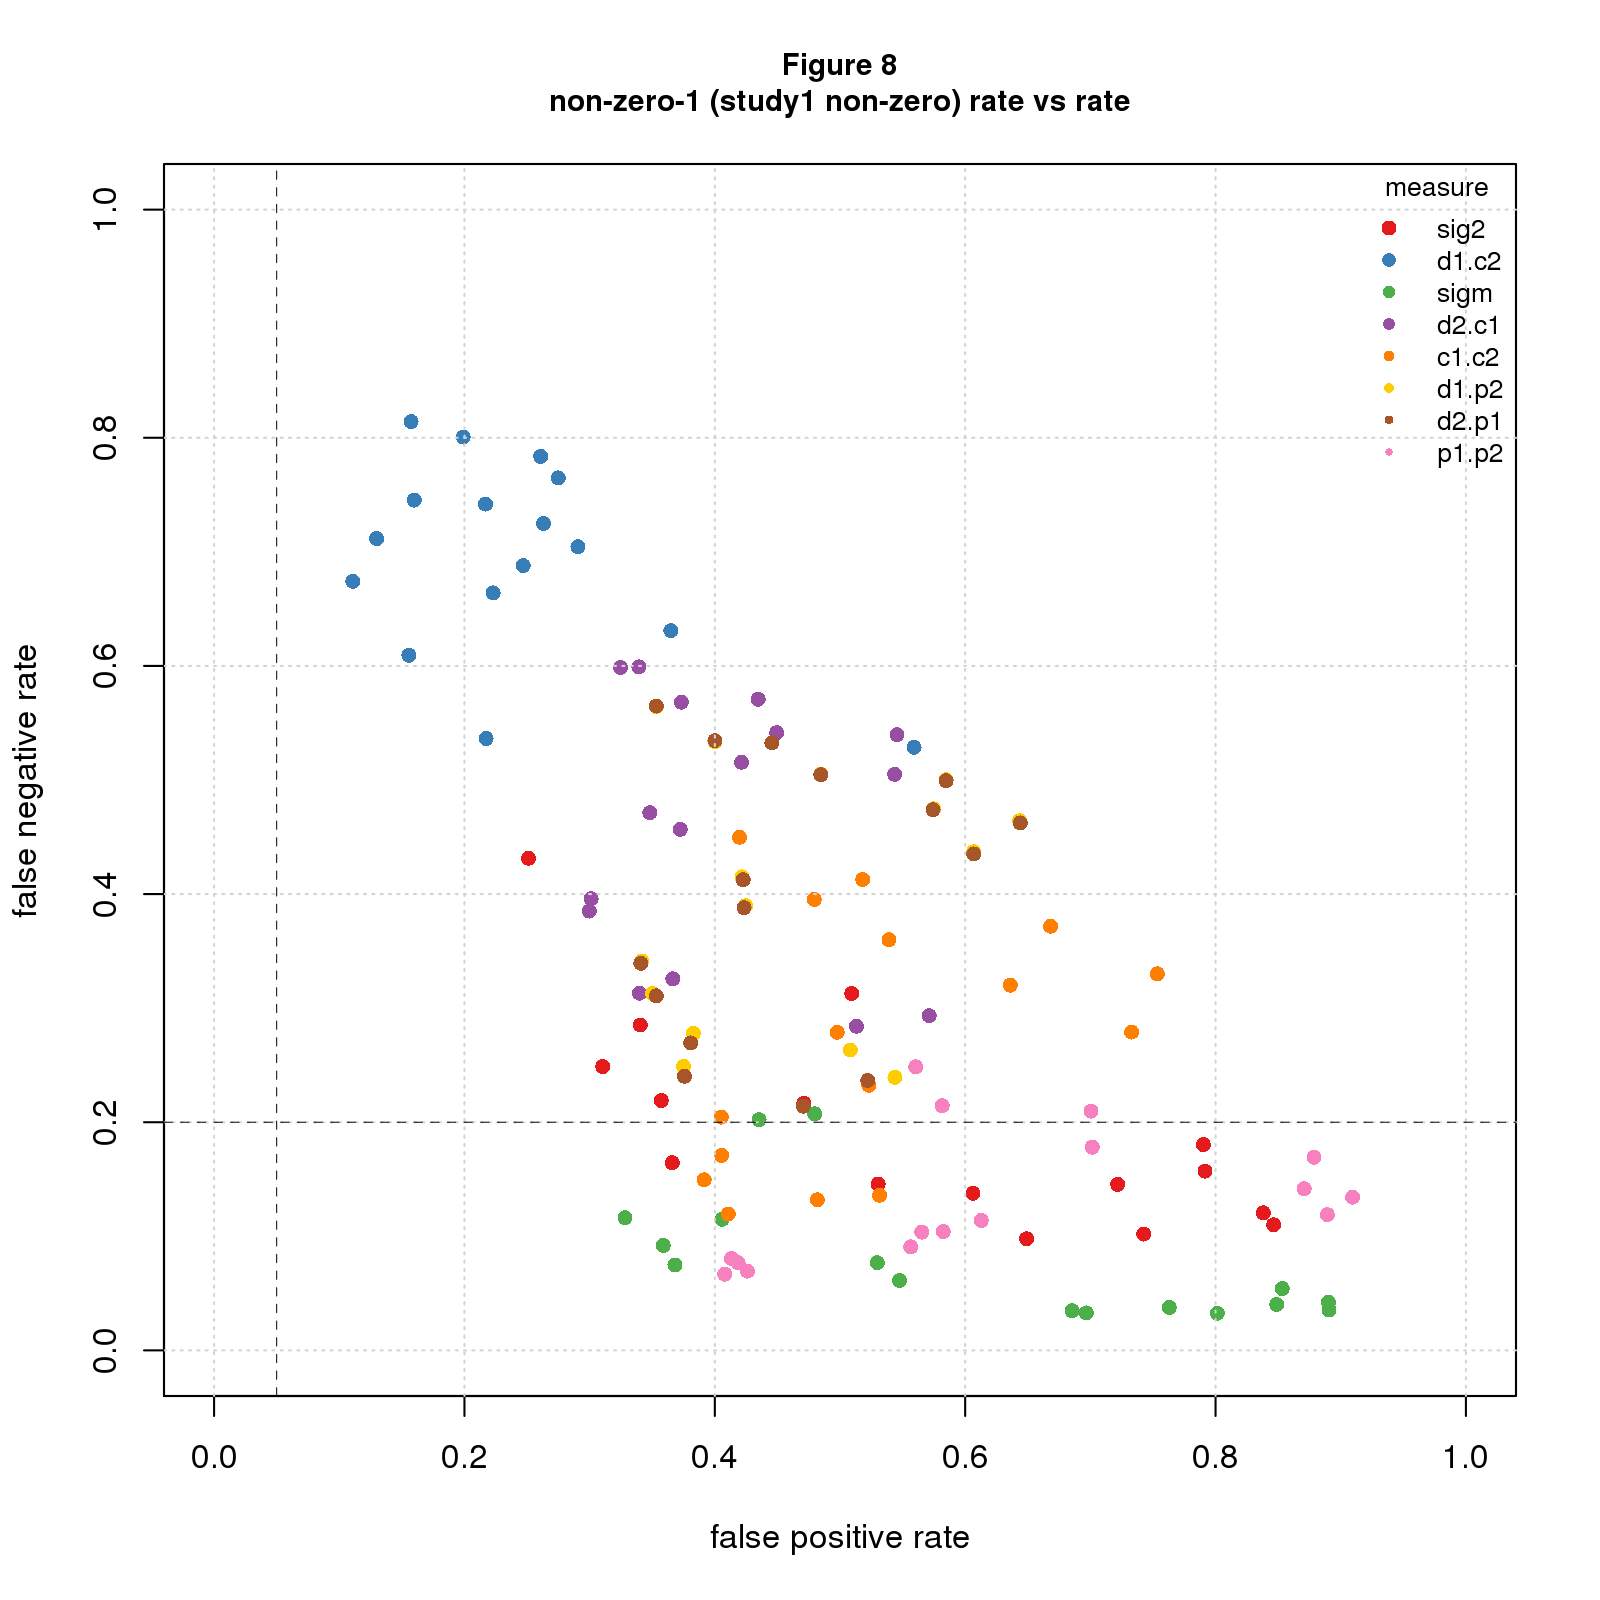 Figure 8
non-zero-1 (study1 non-zero) rate vs rate
measure
sig2
d1.c2
sigm
d2.c1
c1.c2
d1.p2
d2.p1
p1.p2
false negative rate
1.0
0.8
0.6
0.4
0.2
0.0
0.0 0.2 0.4 0.6 0.8 1.0
false positive rate